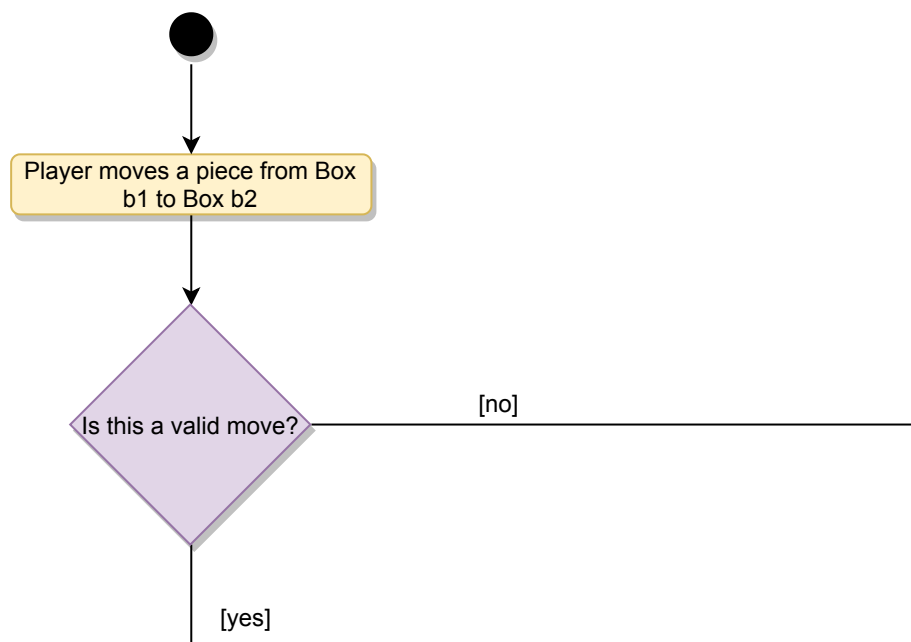 Player moves a piece from Box
b1 to Box b2
Is this a valid move?
[no]
[yes]